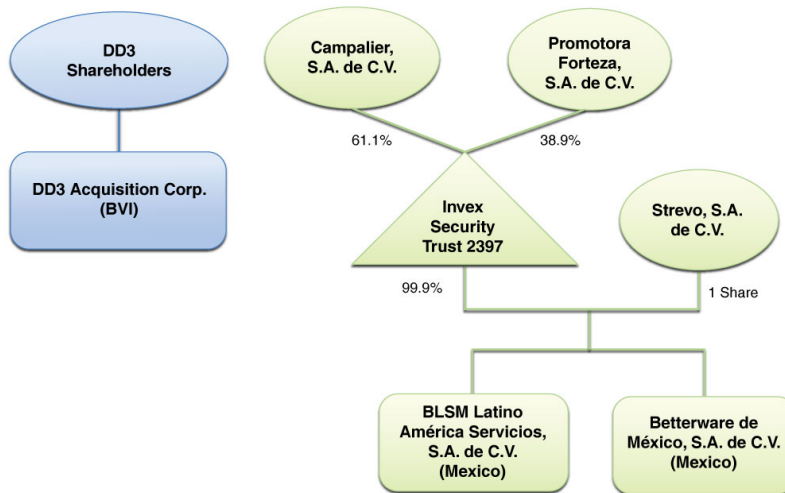 DD3
Shareholders
DD3 Acquisition Corp.
(BVI)
Campalier,
S.A. de C.V.
Promotora
Forteza,
S.A. de C.V.
61.1%
38.9%
Invex
Security
Trust 2397
Strevo, S.A.
de C.V.
99.9%
1 Share
BLSM Latino
América Servicios,
S.A. de C.V.
(Mexico)
Betterware de
México, S.A. de C.V.
(Mexico)